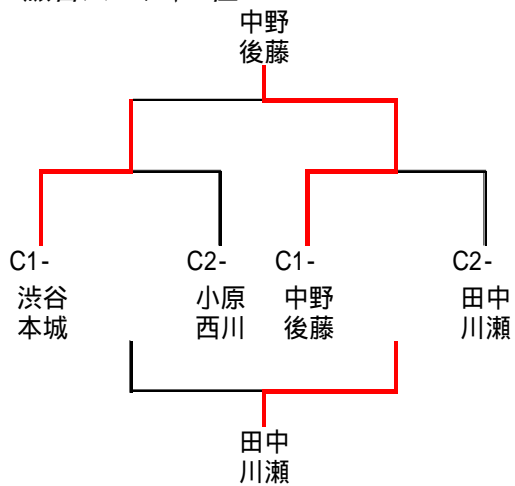 中野
後藤
C1- C2- C1- C2-
渋谷 小原 中野 田中
本城 西川 後藤 川瀬
田中
川瀬